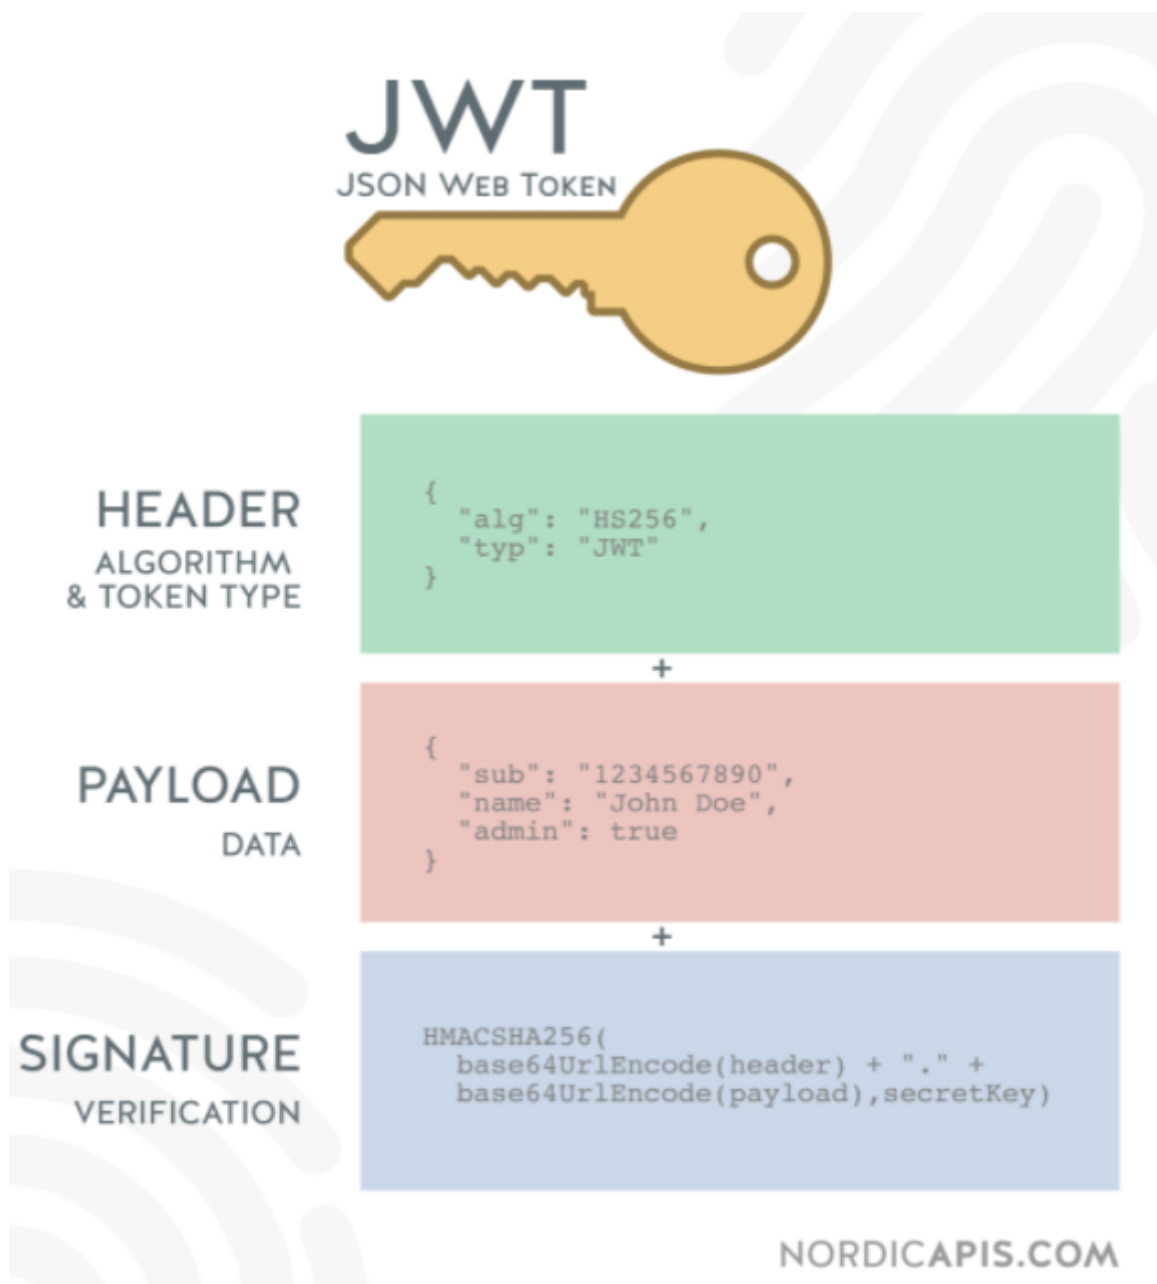 JWT
JSON WEB TOKEN
HEADER
ALGORITHM
& TOKEN TYPE
{
"alg": "HS256",
"typ": "JWT"
}
+
PAYLOAD
DATA
{
"sub": "1234567890",
"name": "John Doe",
"admin": true
}
+
SIGNATURE
VERIFICATION
HMACSHA256(
base64UrlEncode(header) + "." +
base64UrlEncode(payload),secretKey)
NORDICAPIS.COM